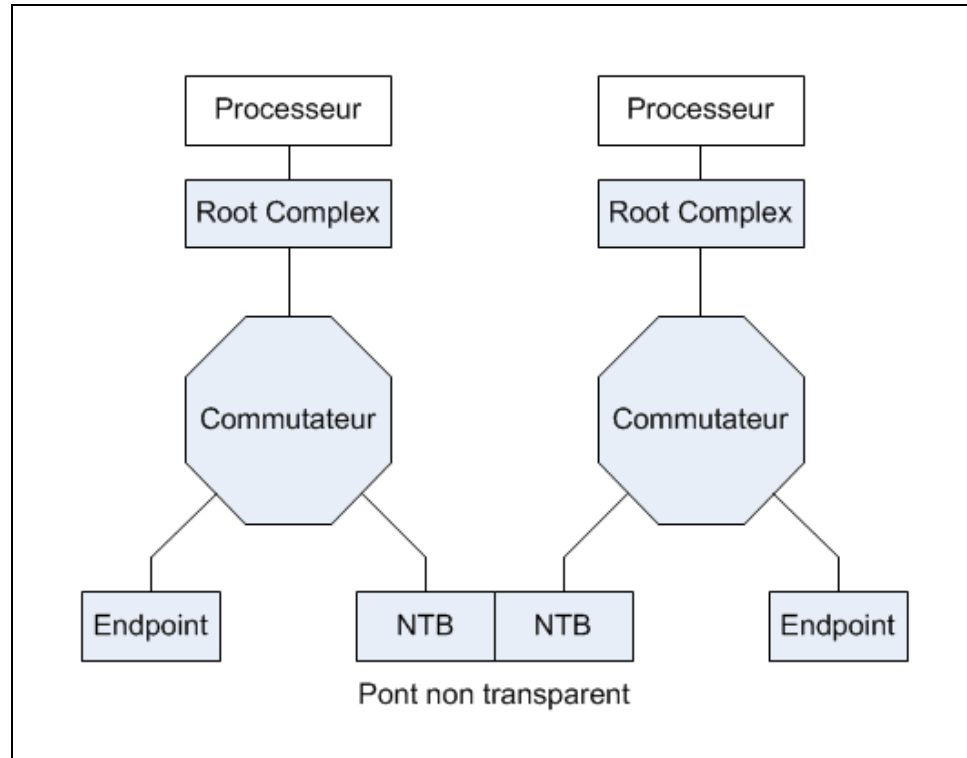 Processeur
Processeur
Root Complex
Root Complex
Commutateur
Commutateur
Endpoint
NTB
NTB
Endpoint
Pont non transparent